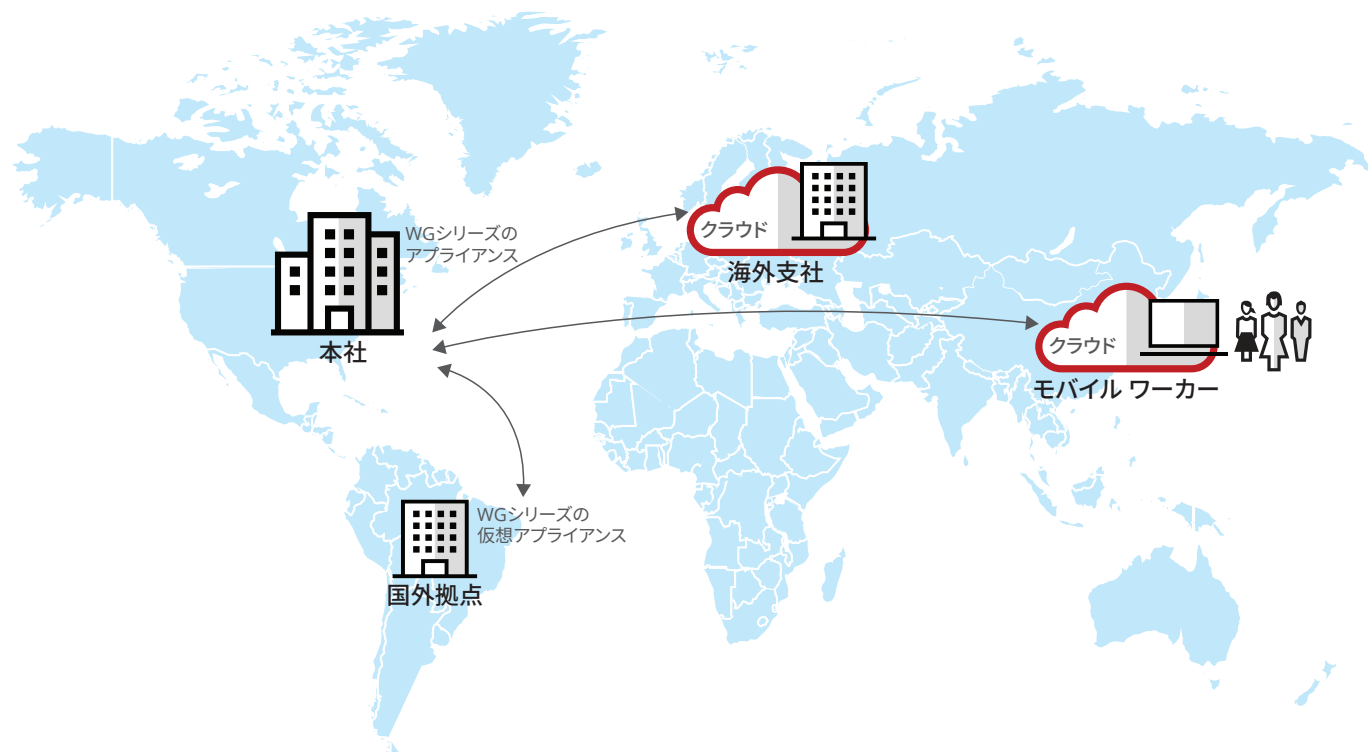 WGシリーズの
アプライアンス
本社
クラウド
海外支社
クラウド
モバイル ワーカー
WGシリーズの
仮想アプライアンス
国外拠点